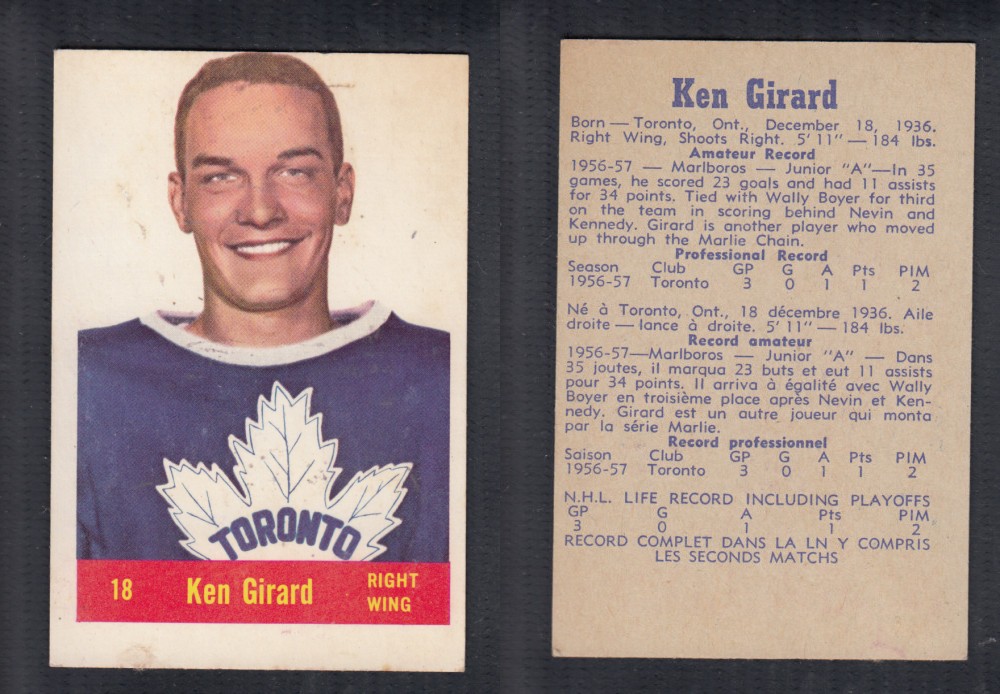 TORONTO
18 Ken Girard RIGHT WING
Ken Girard
Born — Toronto, Ont., December 18, 1936.
Right Wing, Shoots Right. 5' 11" — 184 lbs.
Amateur Record
1956-57 — Marlboros — Junior "A"—In 35
games, he scored 23 goals and had 11 assists
for 34 points. Tied with Wally Boyer for third
on the team in scoring behind Nevin and
Kennedy. Girard is another player who moved
up through the Marlie Chain.
Professional Record
Season Club GP G A Pts PIM
1956-57 Toronto 3 0 1 1 2
Né à Toronto, Ont., 18 décembre 1936. Aile
droite — lance à droite. 5' 11" — 184 lbs.
Record amateur
1956-57—Marlboros — Junior "A" — Dans
35 joutes, il marqua 23 buts et eut 11 assists
pour 34 points. Il arriva à égalité avec Wally
Boyer en troisième place après Nevin et Ken-
nedy. Girard est un autre joueur qui monta
par la série Marlie.
Record professionnel
Saison Club GP G A Pts PIM
1956-57 Toronto 3 0 1 1 2
N.H.L. LIFE RECORD INCLUDING PLAYOFFS
GP G A Pts PIM
3 0 1 1 2
RECORD COMPLET DANS LA LN Y COMPRIS
LES SECONDS MATCHS